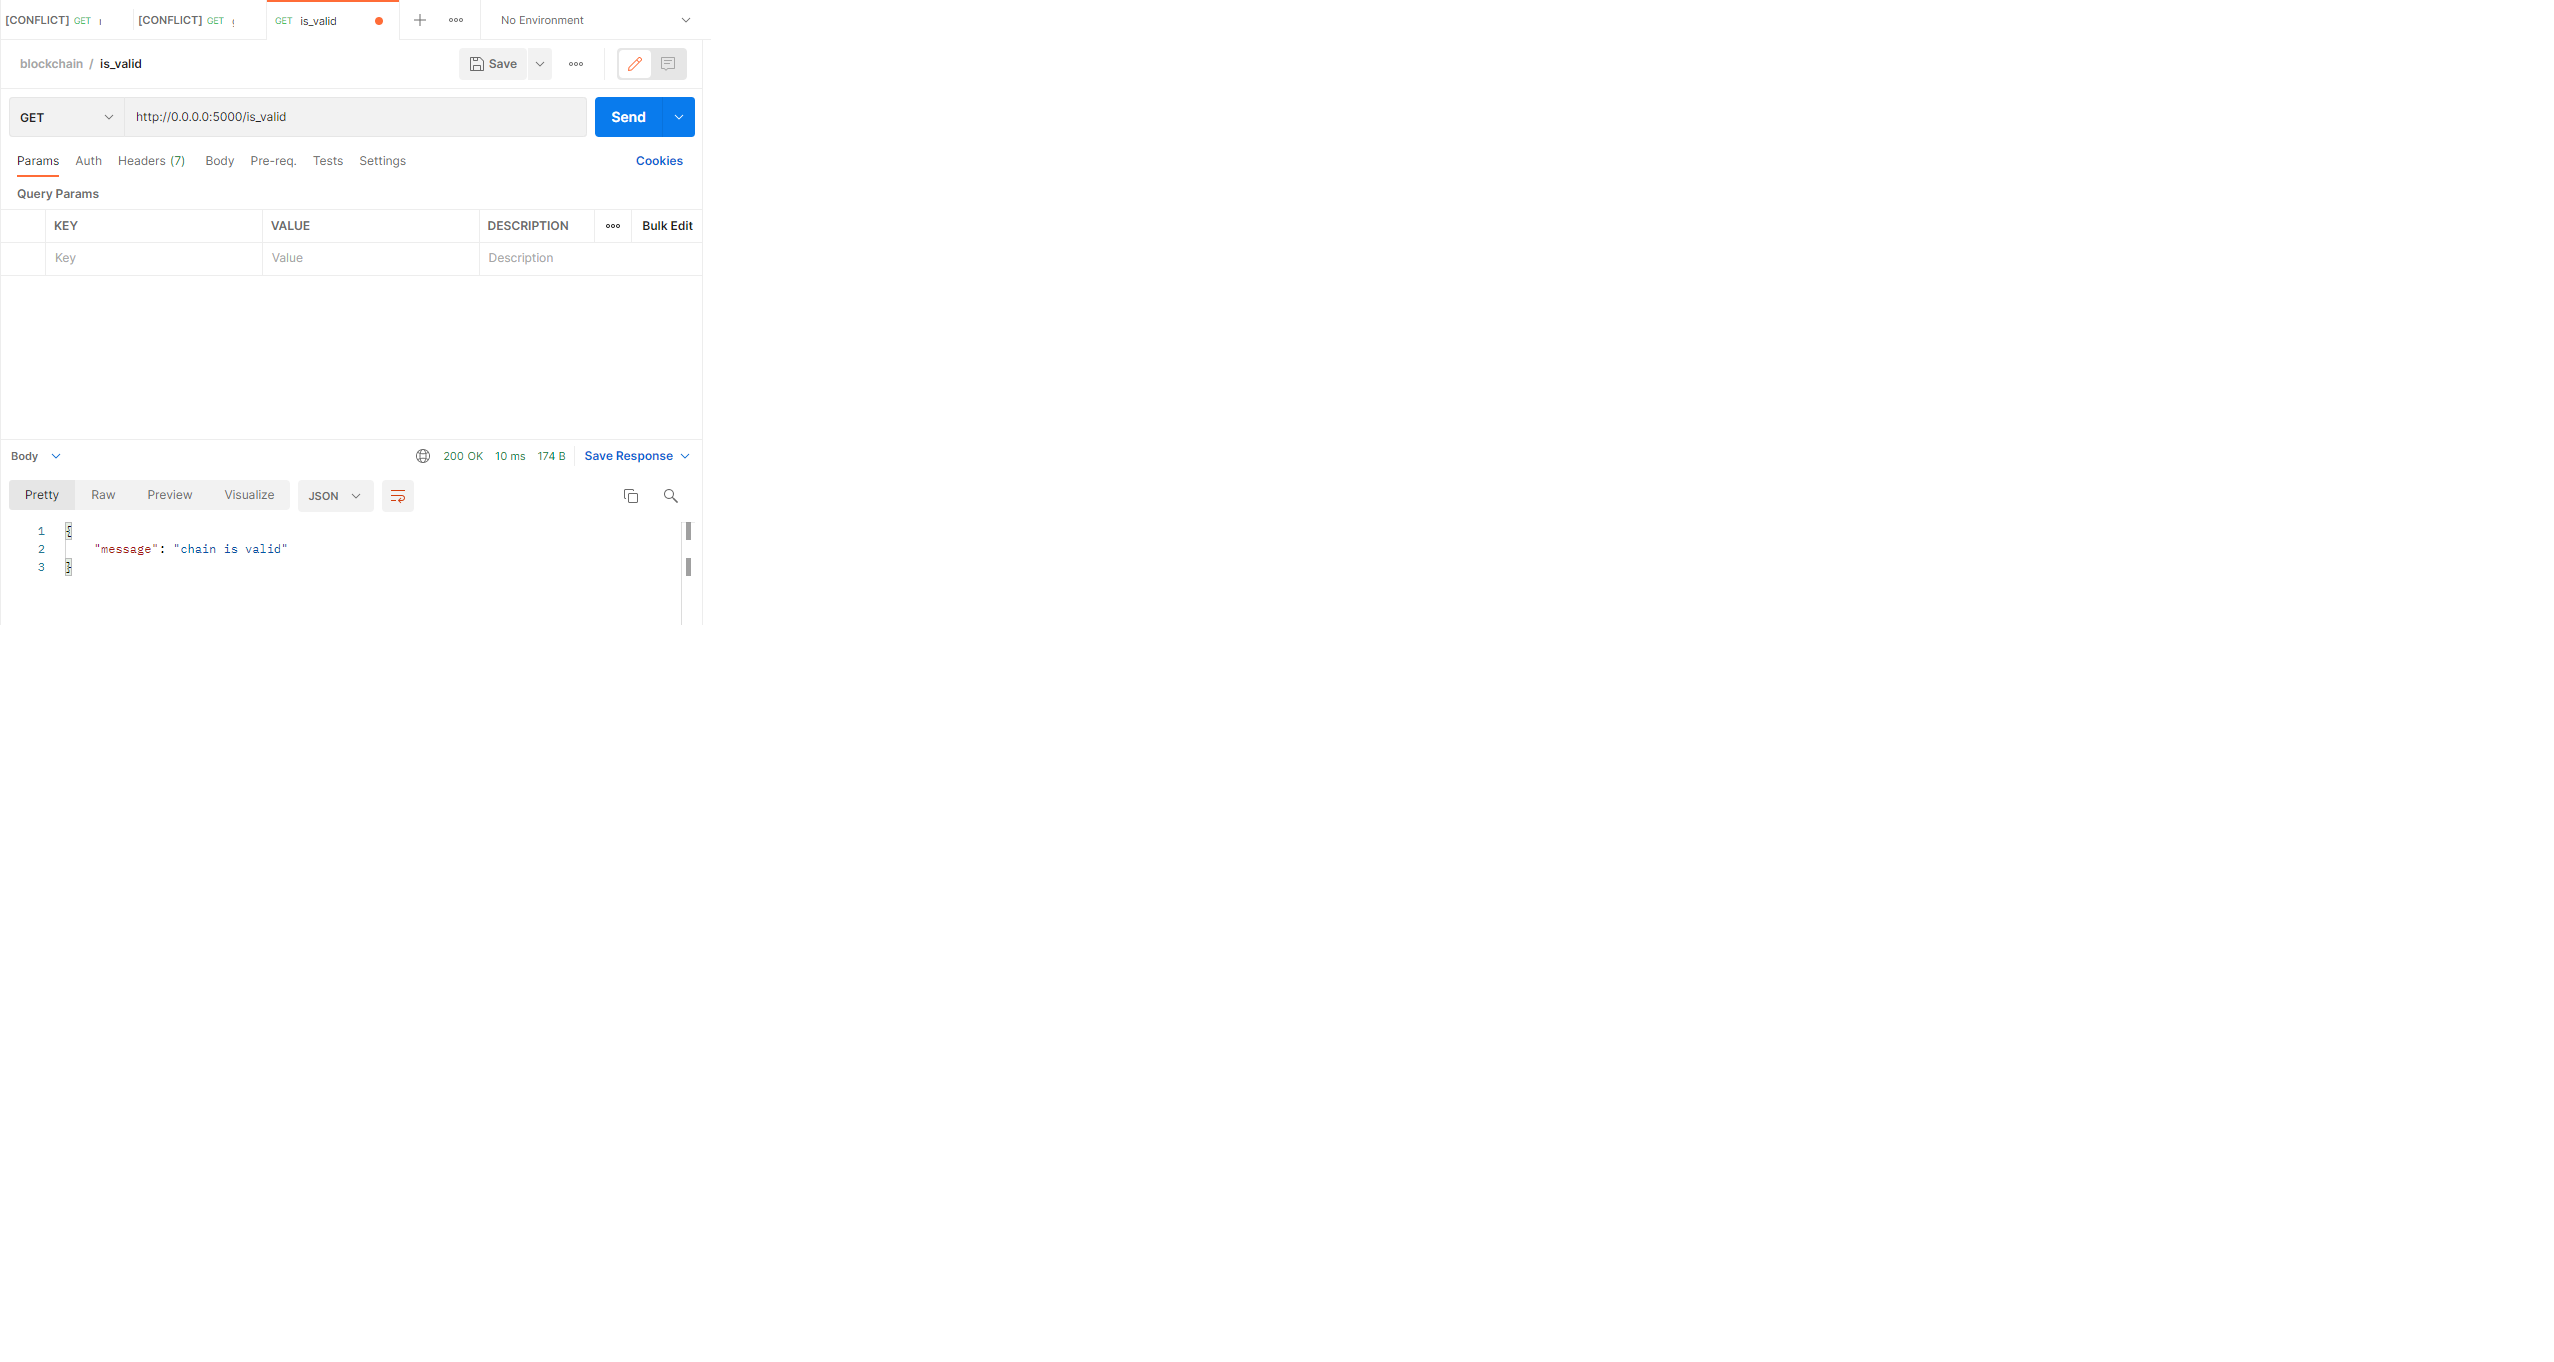 [CONFLICT] GET [CONFLICT] GET GET is_valid No Environment
blockchain / is_valid Save
GET http://0.0.0.0:5000/is_valid Send
Params Auth Headers (7) Body Pre-req. Tests Settings Cookies
Query Params
KEY VALUE DESCRIPTION Bulk Edit
Key Value Description
Body 200 OK 10 ms 174 B Save Response
Pretty Raw Preview Visualize JSON
1 {
2 "message": "chain is valid"
3 }